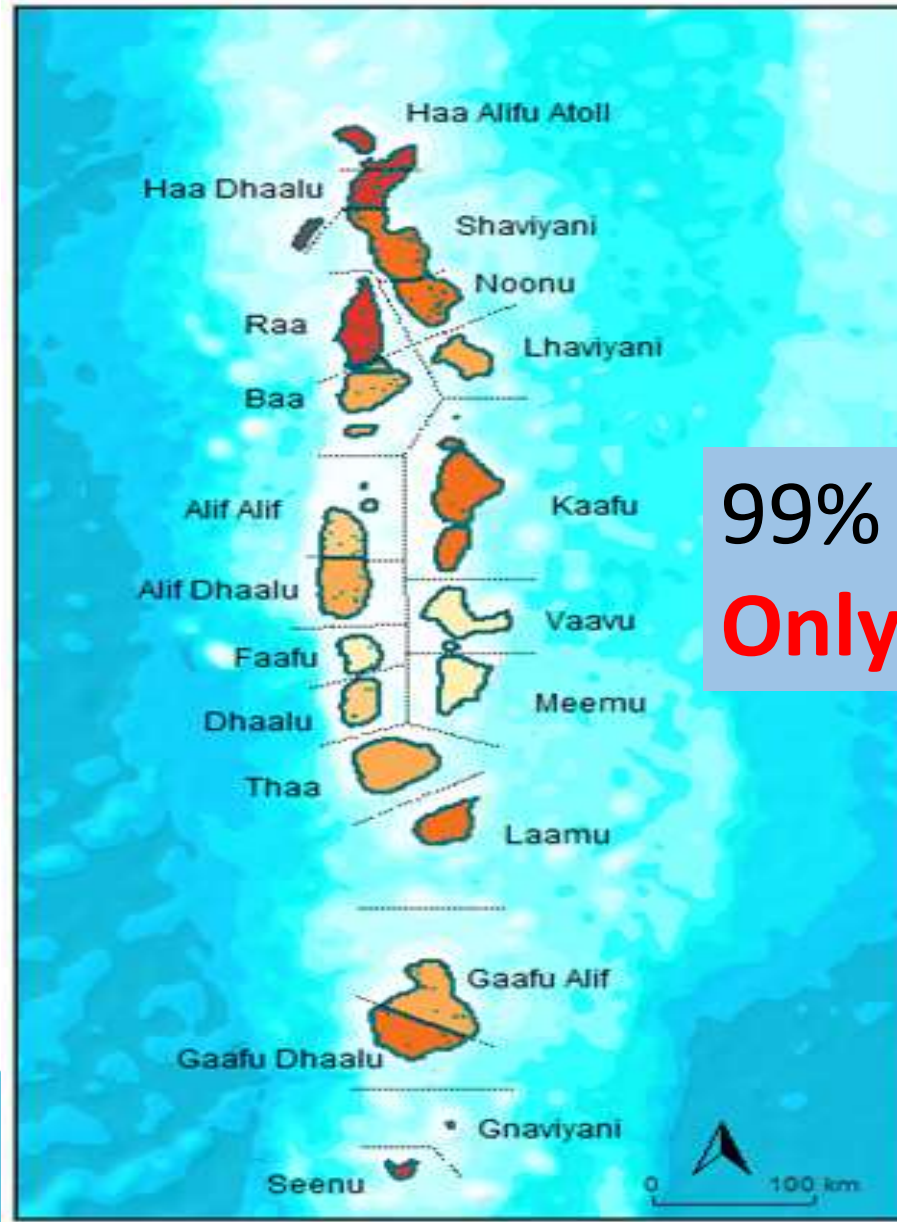 Haa Alifu Atoll
Haa Dhaalu
Shaviyani
Noonu
Raa
Lhaviyani
Baa
Alif Alif
Kaafu
Alif Dhaalu
Vaavu
Faafu
Meemu
Dhaalu
Thaa
Laamu
Gaafu Alif
Gaafu Dhaalu
Gnaviyani
Seenu
0 100 km
99%
Only